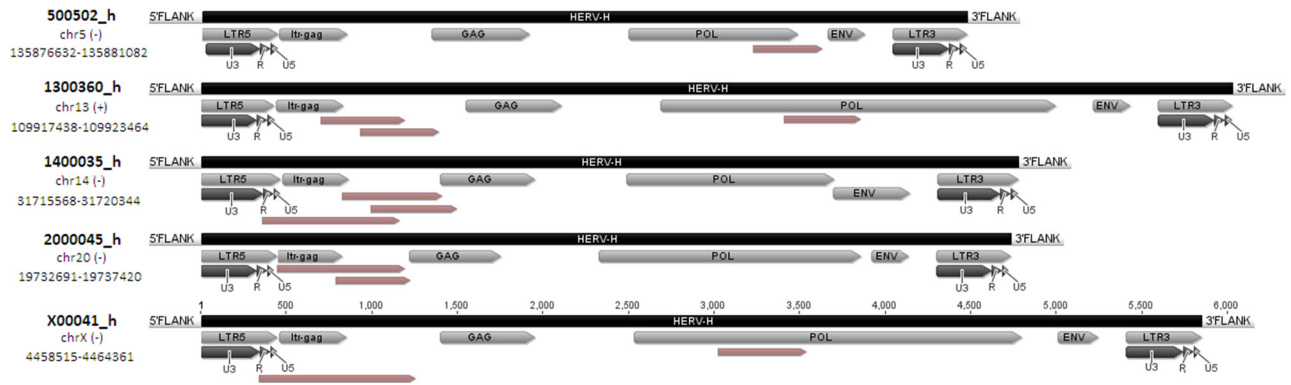 500502_h 5'FLANK HERV-H 3'FLANK
chr5 (-) LTR5 ltr-gag GAG POL ENV LTR3
135876632-135881082 U3 R U5 U3 R U5
1300360_h 5'FLANK HERV-H 3'FLANK
chr13 (+) LTR5 ltr-gag GAG POL ENV LTR3
109917438-109923464 U3 R U5 U3 R U5
1400035_h 5'FLANK HERV-H 3'FLANK
chr14 (-) LTR5 ltr-gag GAG POL LTR3
ENV
31715568-31720344 U3 R U5 U3 R U5
2000045_h 5'FLANK HERV-H 3'FLANK
chr20 (-) LTR5 ltr-gag GAG POL ENV LTR3
19732691-19737420 U3 R U5 U3 R U5
1 500 1,000 1,500 2,000 2,500 3,000 3,500 4,000 4,500 5,000 5,500 6,000
X00041_h 5'FLANK HERV-H 3'FLANK
chrX (-) LTR5 ltr-gag GAG POL ENV LTR3
4458515-4464361 U3 R U5 U3 R U5